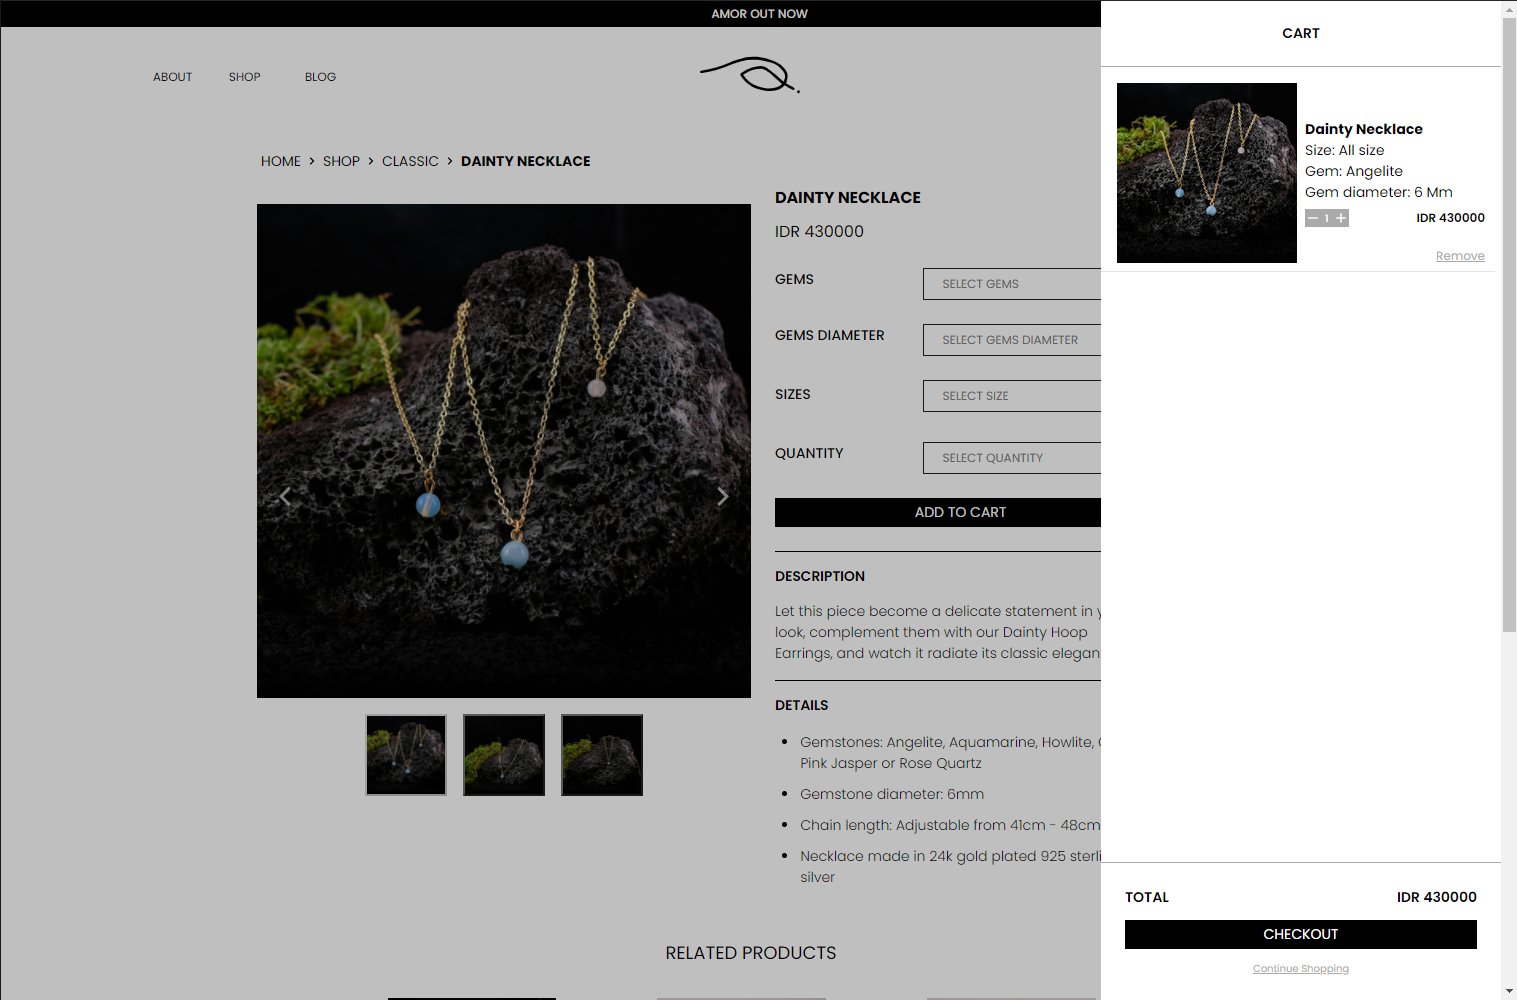 AMOR OUT NOW
ABOUT
SHOP
BLOG
HOME > SHOP > CLASSIC > DAINTY NECKLACE
DAINTY NECKLACE
IDR 430000
GEMS
SELECT GEMS
GEMS DIAMETER
SELECT GEMS DIAMETER
SIZES
SELECT SIZE
QUANTITY
SELECT QUANTITY
ADD TO CART
DESCRIPTION
Let this piece become a delicate statement in
look, complement them with our Dainty Hoop
Earrings, and watch it radiate its classic elegan
DETAILS
Gemstones: Angelite, Aquamarine, Howlite,
Pink Jasper or Rose Quartz
Gemstone diameter: 6mm
Chain length: Adjustable from 41cm - 48cm
Necklace made in 24k gold plated 925 sterli
silver
RELATED PRODUCTS
CART
Dainty Necklace
Size: All size
Gem: Angelite
Gem diameter: 6 Mm
1
IDR 430000
Remove
TOTAL
IDR 430000
CHECKOUT
Continue Shopping